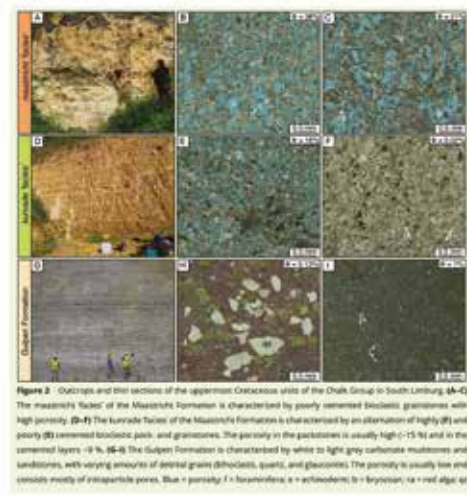 maastricht 'facies'
A
B
C
kunrade 'facies'
D
E
F
Gulpen Formation
G
H
I
Figure 2 Outcrops and thin sections of the uppermost Cretaceous units of the Chalk Group in South Limburg. (A–C)
The maastricht 'facies' of the Maastricht Formation is characterized by poorly cemented bioclastic grainstones with
high porosity. (D–F) The kunrade 'facies' of the Maastricht Formation is characterised by an alternation of highly (F) and
poorly (E) cemented bioclastic pack- and grainstones. The porosity in the packstones is usually high (~15 %) and in the
cemented layers ~9 %. (G–I) The Gulpen Formation is characterized by white to light grey carbonate mudstones and
sandstones, with varying amounts of detrital grains (bioclasts, quartz, and glauconite). The porosity is usually low and
consists mostly of intraparticle pores. Blue = porosity; f = foraminifera; e = echinoderm; b = bryozoan; ra = red alga;